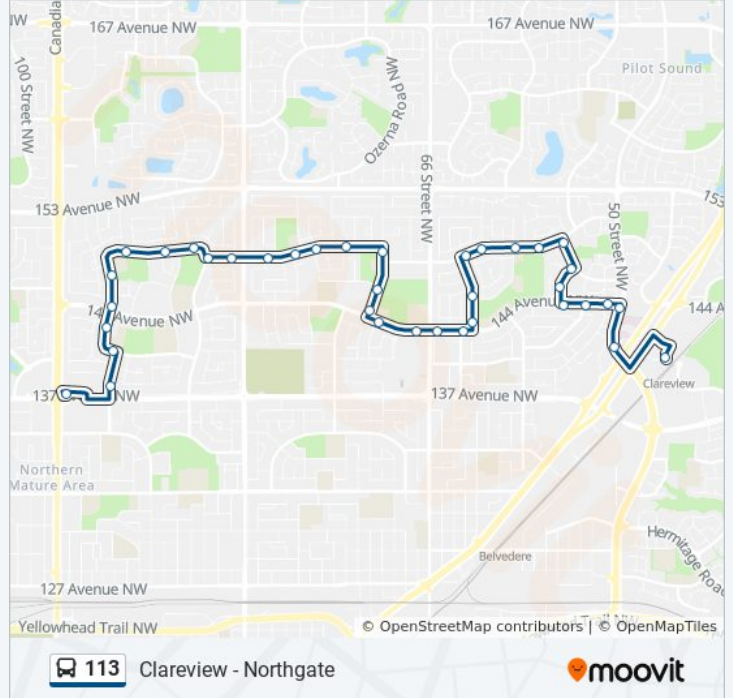 NW
Canadia
167 Avenue NW
167 Avenue NW
Pilot Sound
100 Street NW
Ozerna Road NW
66 Street NW
153 Avenue NW
153
50 Street NW
144 Avenue NW
144 A
Avenue NW
137 Avenue NW
137
NW
Clareview
Northern
Mature Area
Belvedere
Hermitage Road
127 Avenue NW
Yellowhead Trail NW
© OpenStreetMap contributors | © OpenMapTiles
113 Clareview - Northgate
moovit